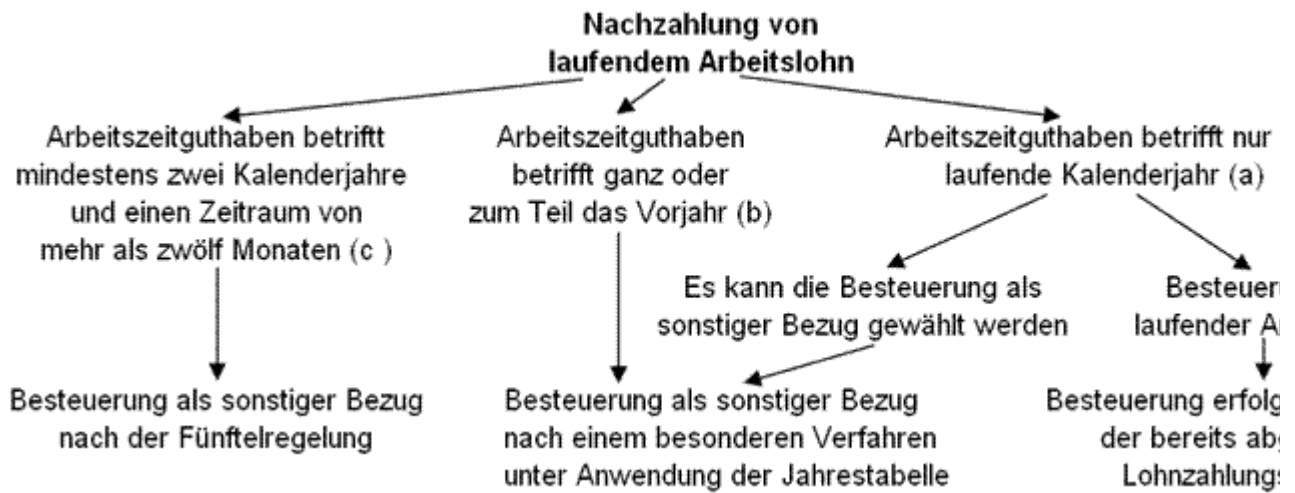 Nachzahlung von
laufendem Arbeitslohn
Arbeitszeitguthaben betriftt
mindestens zwei Kalenderjahre
und einen Zeitraum von
mehr als zwölf Monaten (c )
Arbeitszeitguthaben
betrifft ganz oder
zum Teil das Vorjahr (b)
Arbeitszeitguthaben betrifft nur
laufende Kalenderjahr (a)
Es kann die Besteuerung als
sonstiger Bezug gewählt werden
laufender
Besteuerung als sonstiger Bezug
nach der Fünftelregelung
Besteuerung als sonstiger Bezug
nach einem besonderen Verfahren
unter Anwendung der Jahrestabelle
Besteuerung
der bereits